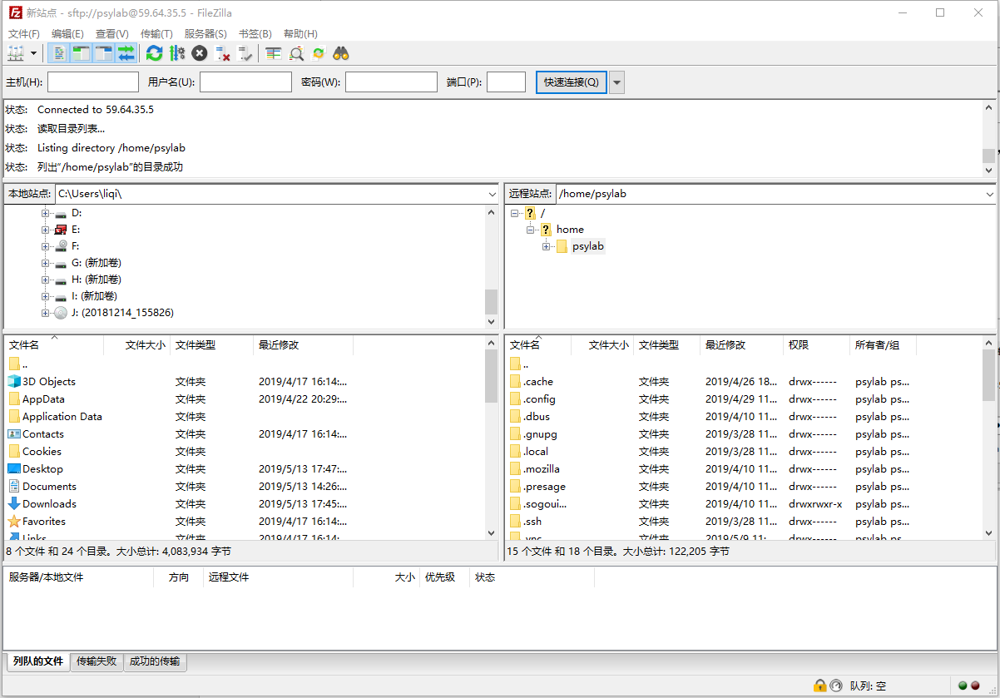 新站点 - sftp://psylab@59.64.35.5 - FileZilla
文件(F) 编辑(E) 查看(V) 传输(T) 服务器(S) 书签(B) 帮助(H)
主机(H): 用户名(U): 密码(W): 端口(P): 快速连接(Q)
状态: Connected to 59.64.35.5
状态: 读取目录列表...
状态: Listing directory /home/psylab
状态: 列出"/home/psylab"的目录成功
本地站点: C:\Users\liqi\
D:
E:
F:
G: (新加卷)
H: (新加卷)
I: (新加卷)
J: (20181214_155826)
远程站点: /home/psylab
/
home
psylab
文件名 文件大小 文件类型 最近修改
..
3D Objects 文件夹 2019/4/17 16:14:...
AppData 文件夹 2019/4/22 20:29:...
Application Data 文件夹
Contacts 文件夹 2019/4/17 16:14:...
Cookies 文件夹
Desktop 文件夹 2019/5/13 17:47:...
Documents 文件夹 2019/5/13 14:26:...
Downloads 文件夹 2019/5/13 17:45:...
Favorites 文件夹 2019/4/17 16:14:...
Links 文件夹 2019/4/17 16:14:...
8 个文件 和 24 个目录。大小总计: 4,083,934 字节
文件名 文件大小 文件类型 最近修改 权限 所有者/组
..
.cache 文件夹 2019/4/26 18... drwx------ psylab ps...
.config 文件夹 2019/4/29 11... drwx------ psylab ps...
.dbus 文件夹 2019/4/10 11... drwx------ psylab ps...
.gnupg 文件夹 2019/3/28 11... drwx------ psylab ps...
.local 文件夹 2019/3/28 11... drwx------ psylab ps...
.mozilla 文件夹 2019/4/10 11... drwx------ psylab ps...
.presage 文件夹 2019/4/10 11... drwx------ psylab ps...
.sogoui... 文件夹 2019/4/10 11... drwxrwxr-x psylab ps...
.ssh 文件夹 2019/3/28 11... drwx------ psylab ps...
.vnc 文件夹 2019/5/9 11:... drwx------ psylab ps...
15 个文件 和 18 个目录。大小总计: 122,205 字节
服务器/本地文件 方向 远程文件 大小 优先级 状态
列队的文件 传输失败 成功的传输
队列: 空